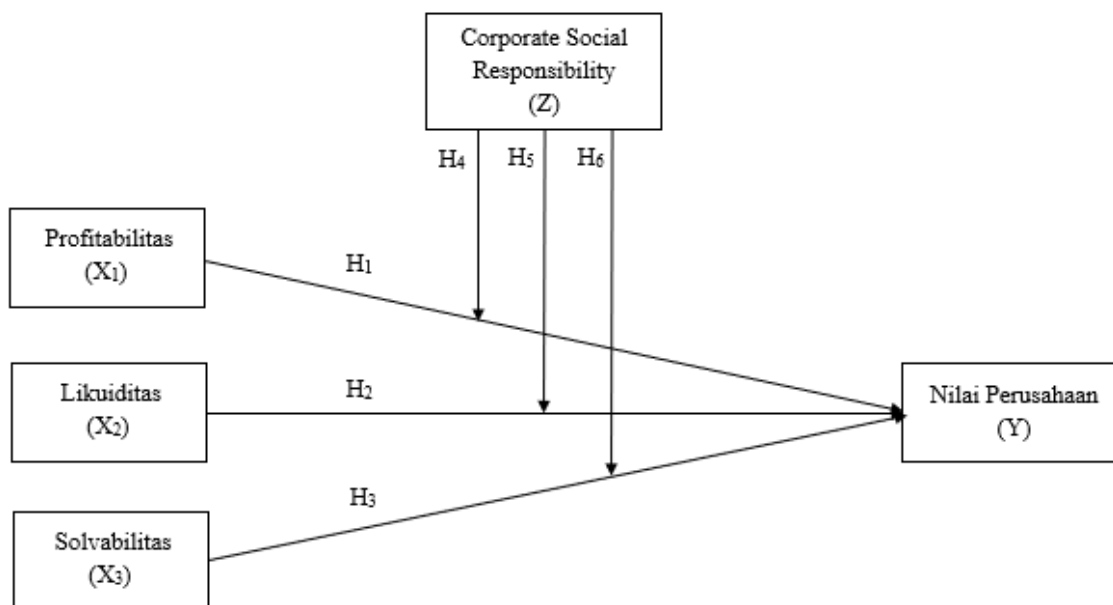 Corporate Social
Responsibility
(Z)
H₄
H₅
H₆
Profitabilitas
(X₁)
H₁
Likuiditas
(X₂)
H₂
Nilai Perusahaan
(Y)
H₃
Solvabilitas
(X₃)